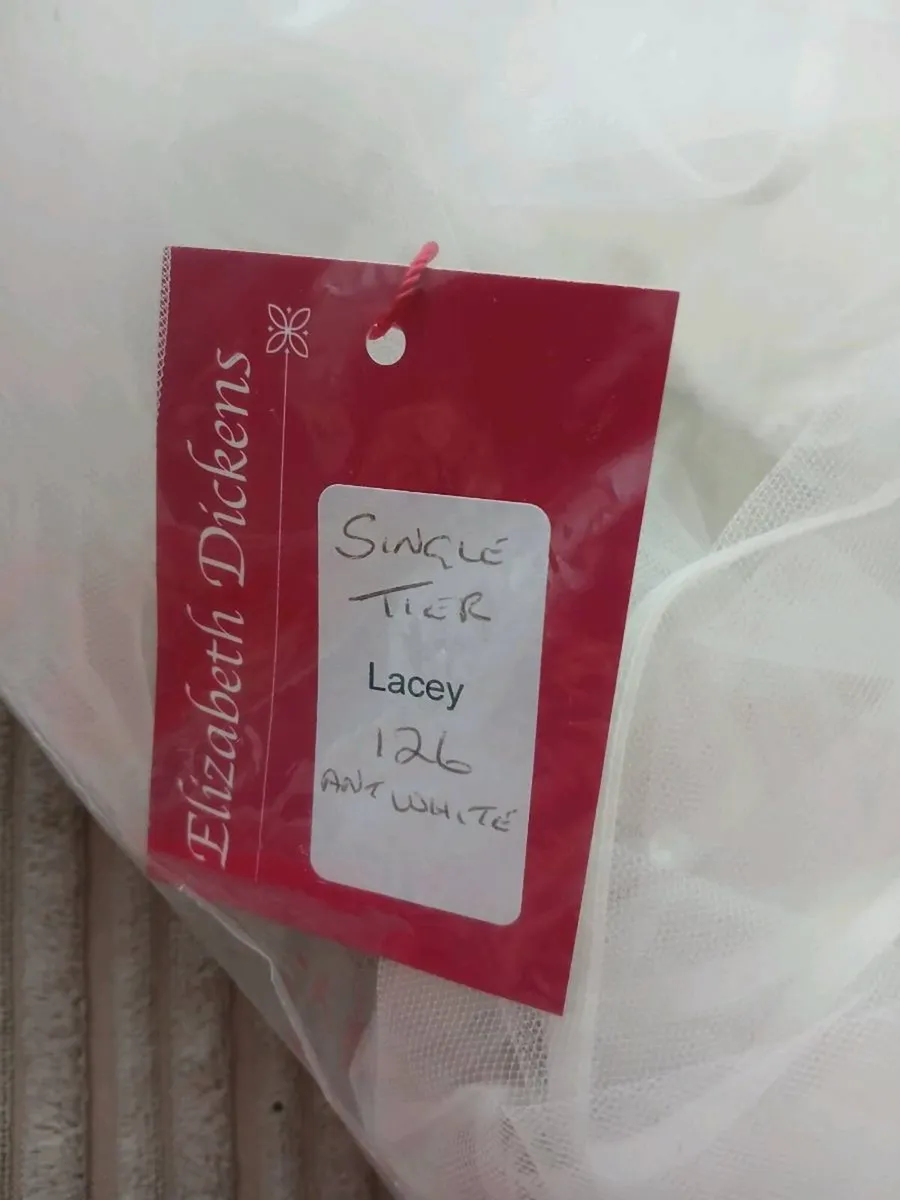 Elizabeth Dickens
SINGLE
TIER
Lacey
126
ANT WHITE